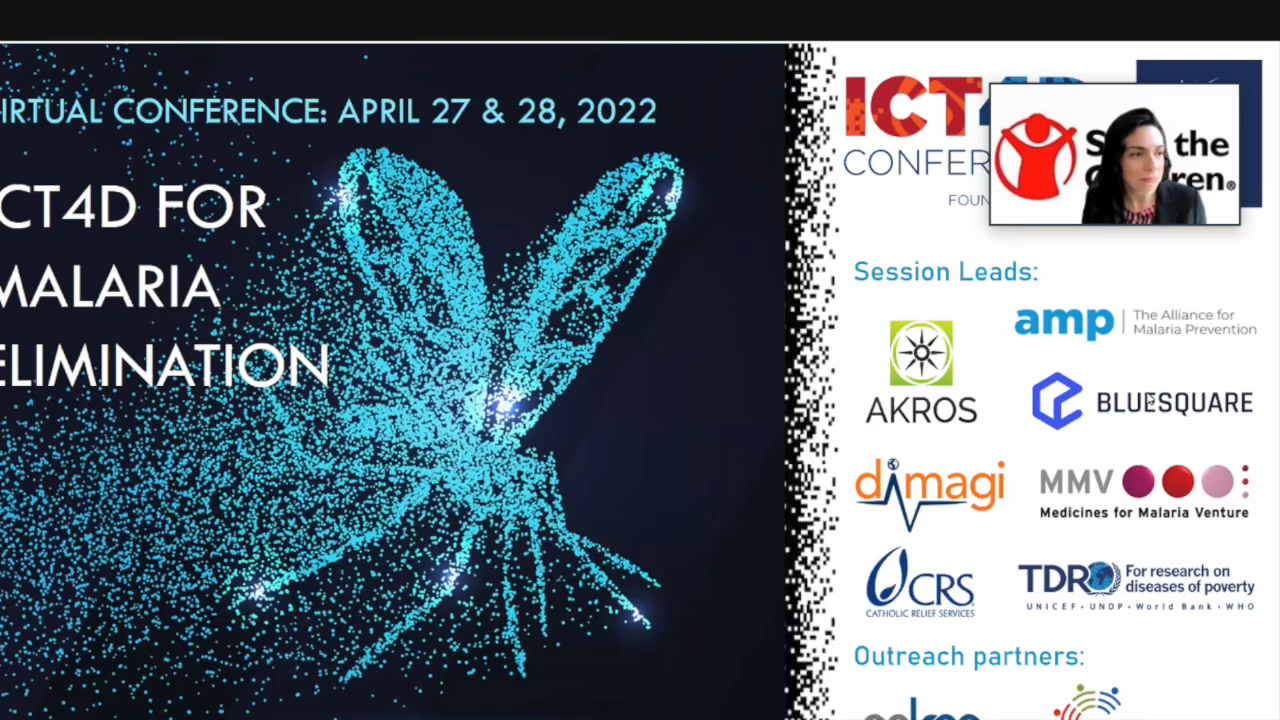 IRTUAL CONFERENCE: APRIL 27 & 28, 2022
CT4D FOR
MALARIA
ELIMINATION
ICT4D
CONFER
FOUN
the
ren®
Session Leads:
amp | The Alliance for
Malaria Prevention
AKROS
BLUESQUARE
dimagi
MMV
Medicines for Malaria Venture
CRS
CATHOLIC RELIEF SERVICES
TDR For research on
diseases of poverty
UNICEF · UNDP · World Bank · WHO
Outreach partners: